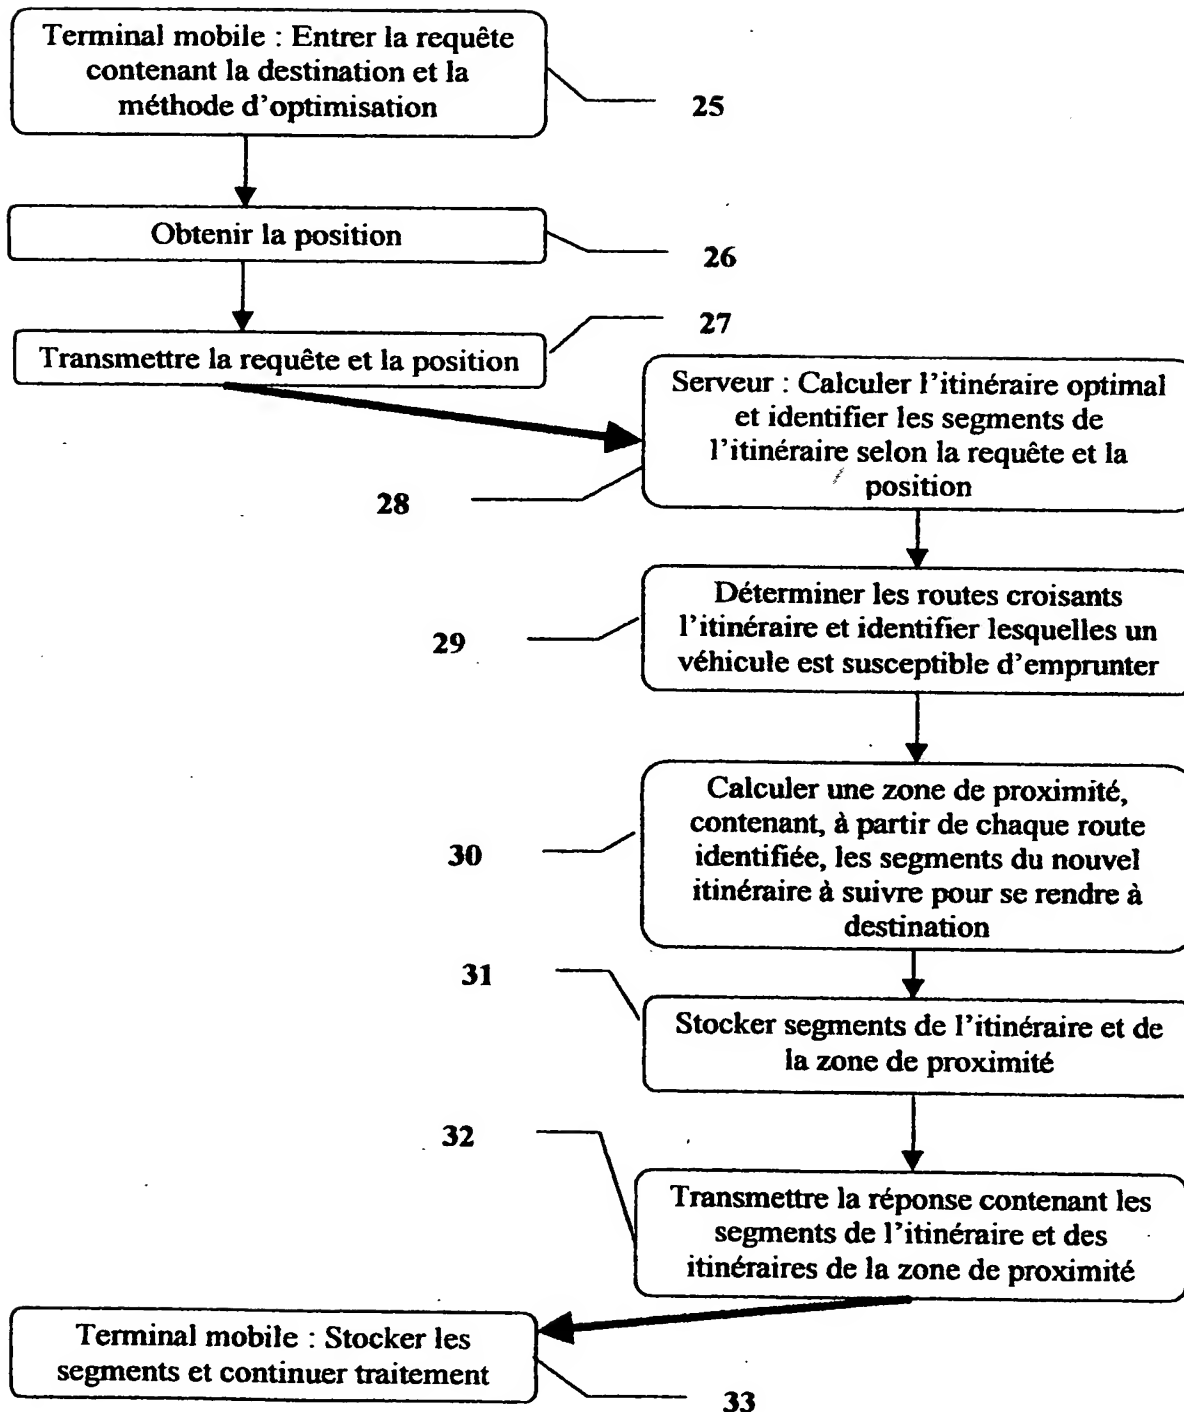 Terminal mobile : Entrer la requête
contenant la destination et la
méthode d'optimisation
25
Obtenir la position
26
27
Transmettre la requête et la position
Serveur : Calculer l'itinéraire optimal
et identifier les segments de
l'itinéraire selon la requête et la
position
28
Déterminer les routes croisants
l'itinéraire et identifier lesquelles un
véhicule est susceptible d'emprunter
29
Calculer une zone de proximité,
contenant, à partir de chaque route
identifiée, les segments du nouvel
itinéraire à suivre pour se rendre à
destination
30
31
Stocker segments de l'itinéraire et de
la zone de proximité
32
Transmettre la réponse contenant les
segments de l'itinéraire et des
itinéraires de la zone de proximité
Terminal mobile : Stocker les
segments et continuer traitement
33